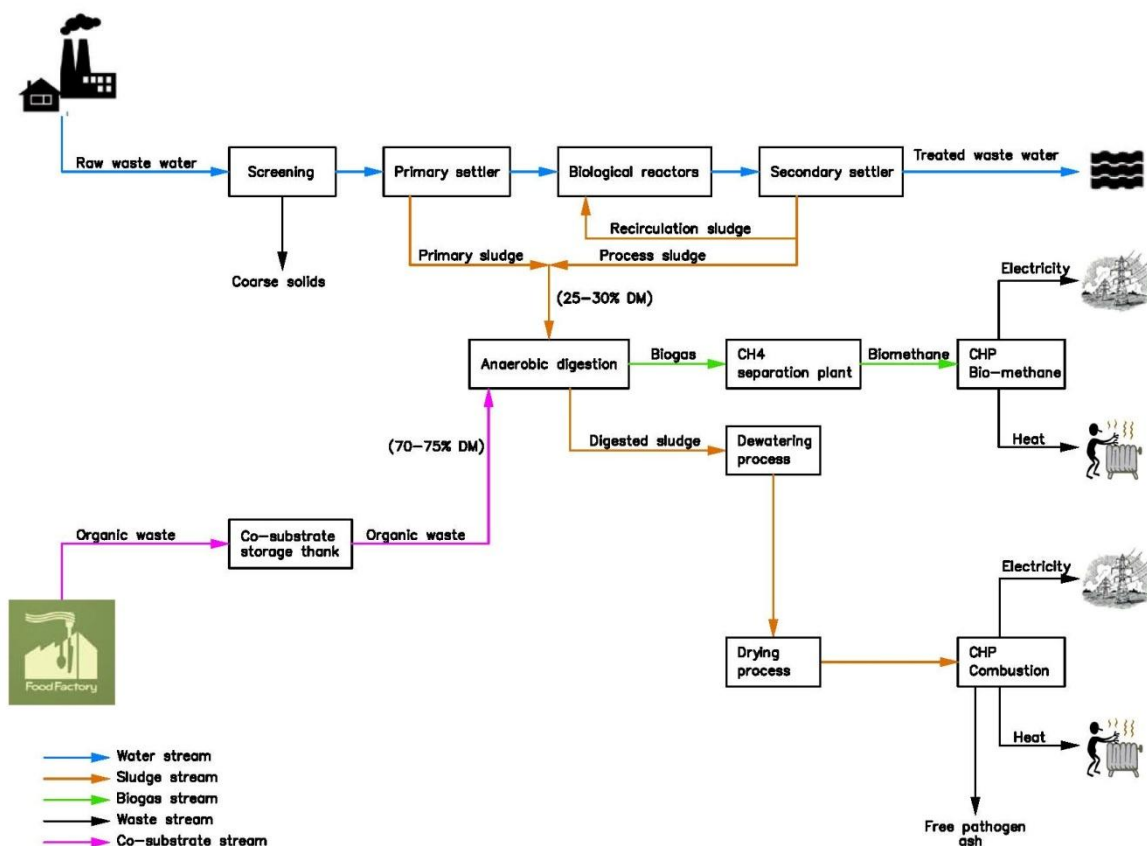 Raw waste water
Screening
Primary settler
Biological reactors
Secondary settler
Treated waste water
Recirculation sludge
Primary sludge
Process sludge
Coarse solids
(25-30% DM)
Electricity
Anaerobic digestion
Biogas
CH4
separation plant
Biomethane
CHP
Bio-methane
(70-75% DM)
Digested sludge
Dewatering
process
Heat
Organic waste
Co-substrate
storage thank
Organic waste
Electricity
Food Factory
Drying
process
CHP
Combustion
Heat
Water stream
Sludge stream
Biogas stream
Waste stream
Co-substrate stream
Free pathogen
ash